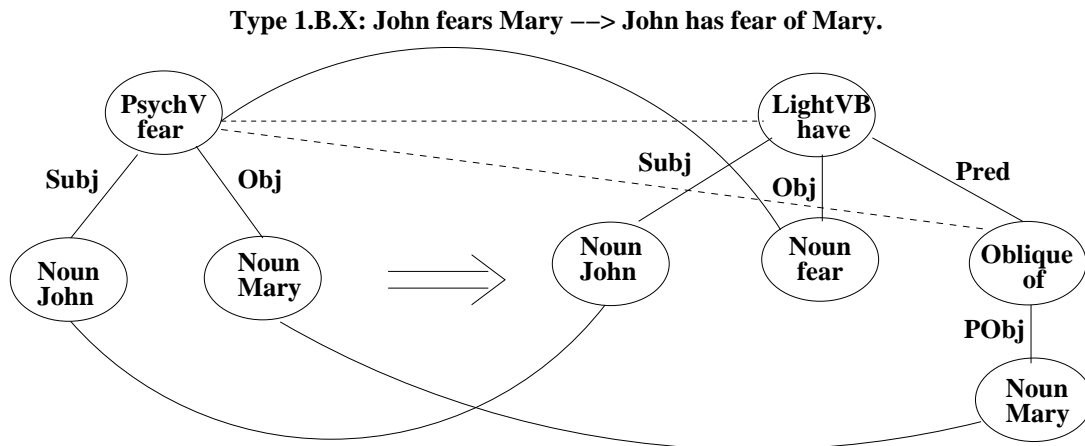 Type 1.B.X: John fears Mary −−> John has fear of Mary.
PsychV
fear
LightVB
have
Subj
Obj
Subj
Obj
Pred
Noun
John
Noun
Mary
Noun
John
Noun
fear
Oblique
of
PObj
Noun
Mary